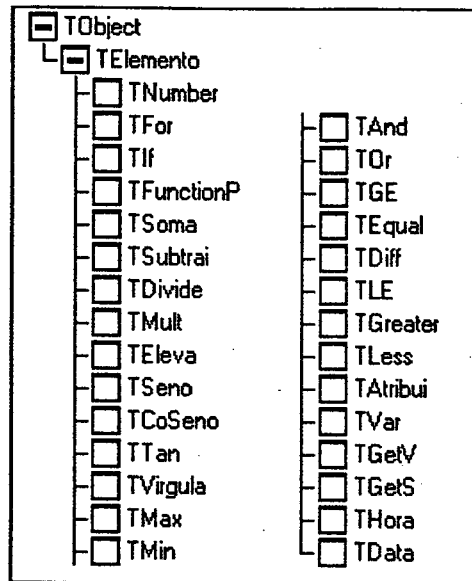 TObject
TElemento
TNumber
TFor
TIf
TFunctionP
TSoma
TSubtrai
TDivide
TMult
TEleva
TSeno
TCoSeno
TTan
TVirgula
TMax
TMin
TAnd
TOr
TGE
TEqual
TDiff
TLE
TGreater
TLess
TAtribui
TVar
TGetV
TGetS
THora
TData